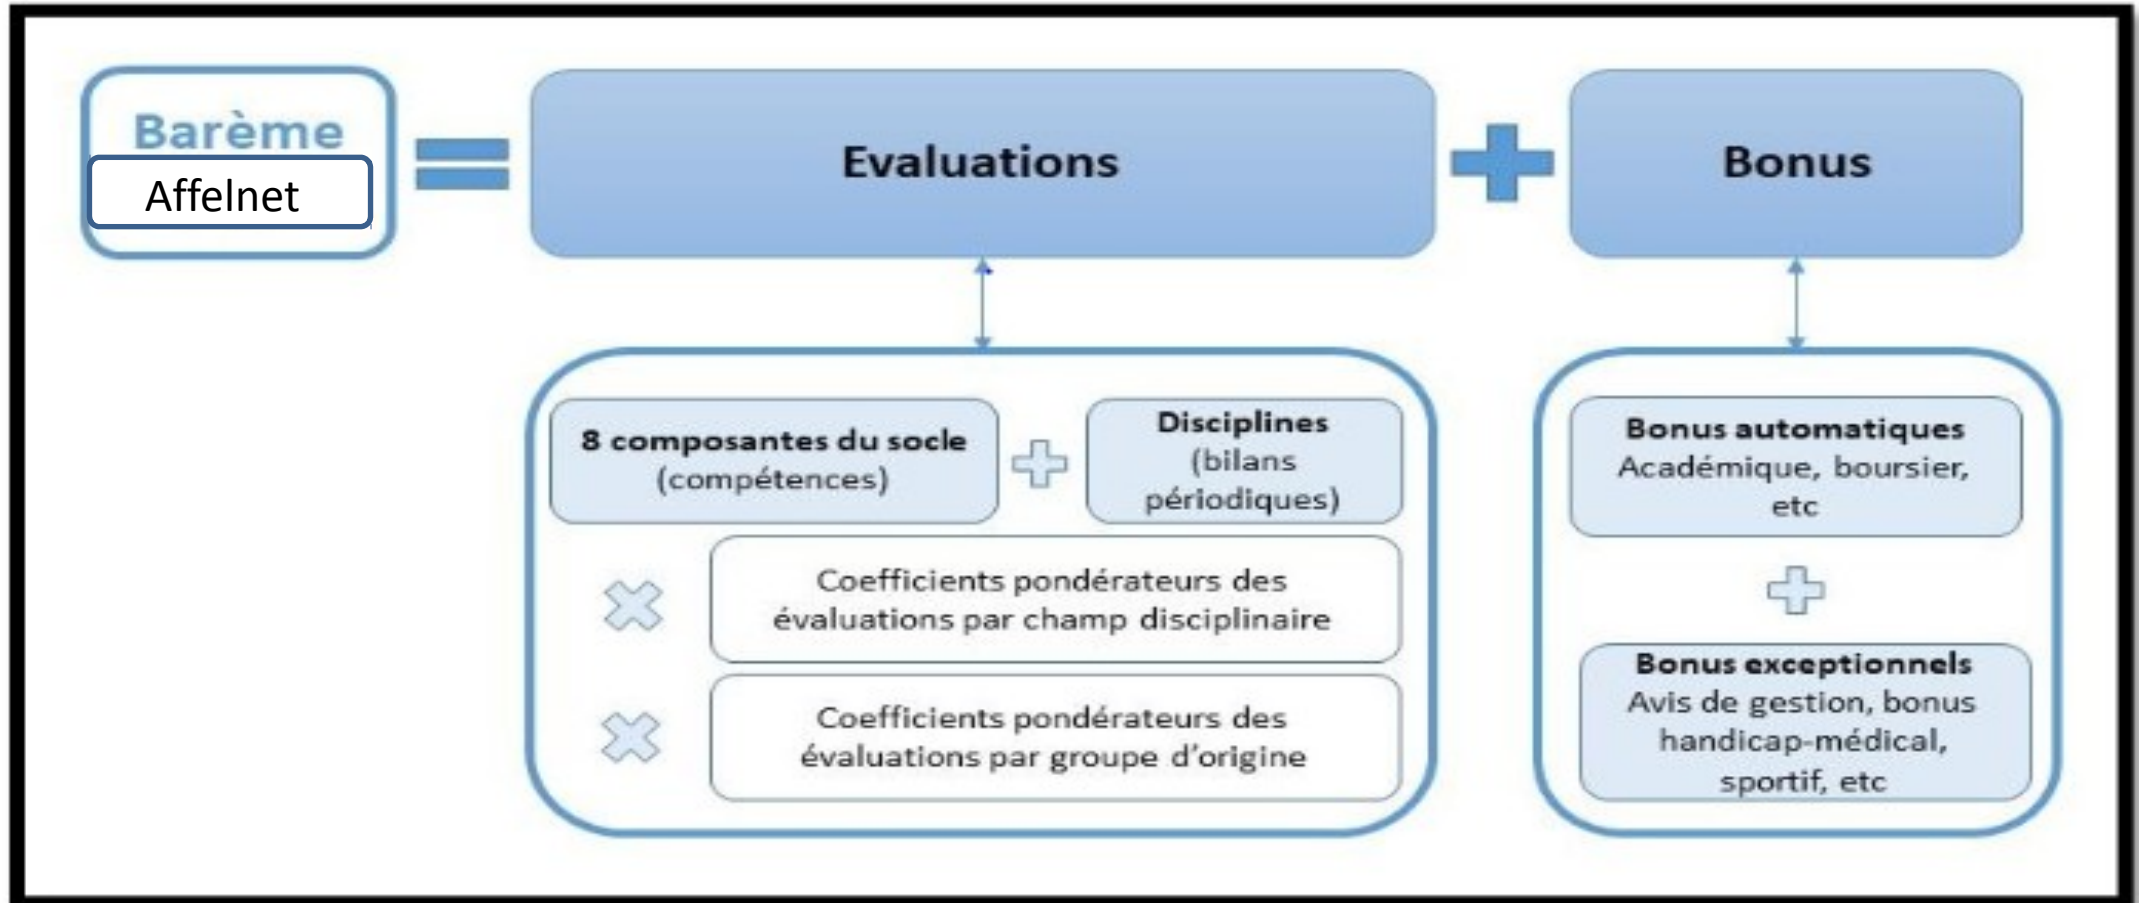 Barème
Affelnet
Evaluations
Bonus
8 composantes du socle
(compétences)
Disciplines
(bilans
périodiques)
Coefficients pondérateurs des
évaluations par champ disciplinaire
Coefficients pondérateurs des
évaluations par groupe d'origine
Bonus automatiques
Académique, boursier,
etc
Bonus exceptionnels
Avis de gestion, bonus
handicap-médical,
sportif, etc